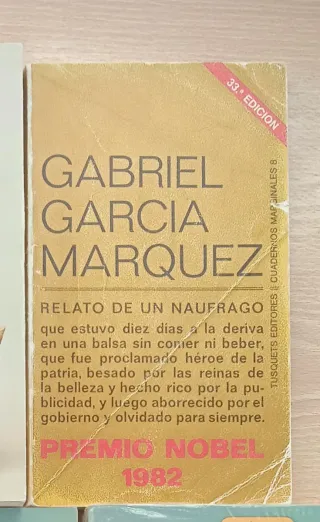 33.ª EDICION
GABRIEL
GARCIA
MARQUEZ
RELATO DE UN NAUFRAGO
que estuvo diez días a la deriva
en una balsa sin comer ni beber,
que fue proclamado héroe de la
patria, besado por las reinas de
la belleza y hecho rico por la pu-
blicidad, y luego aborrecido por el
gobierno y olvidado para siempre.
PREMIO NOBEL
1982
TUSQUETS EDITORES CUADERNOS MARGINALES 8